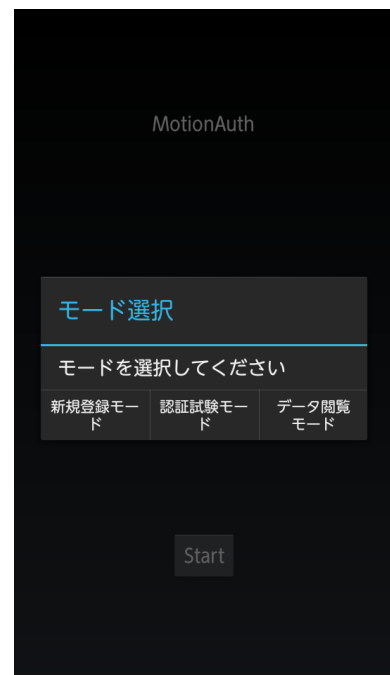 MotionAuth
モード選択
モードを選択してください
新規登録モー
ド
認証試験モー
ド
データ閲覧
モード
Start